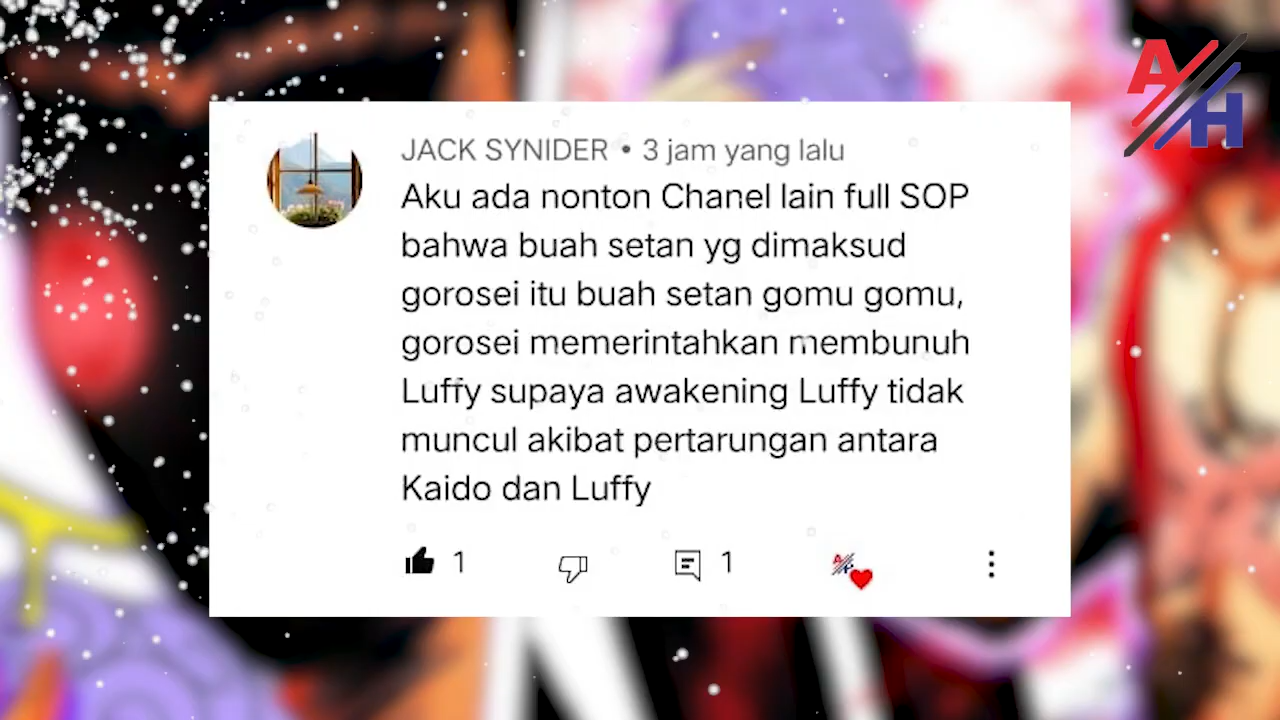 A H
JACK SYNIDER • 3 jam yang lalu
Aku ada nonton Chanel lain full SOP
bahwa buah setan yg dimaksud
gorosei itu buah setan gomu gomu,
gorosei memerintahkan membunuh
Luffy supaya awakening Luffy tidak
muncul akibat pertarungan antara
Kaido dan Luffy
1 1